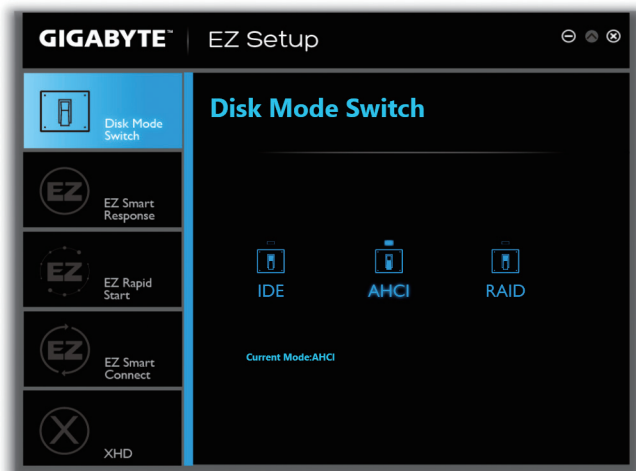 GIGABYTE™ EZ Setup
Disk Mode
Switch
Disk Mode Switch
EZ
EZ Smart
Response
EZ
EZ Rapid
Start
IDE AHCI RAID
EZ
EZ Smart
Connect
Current Mode:AHCI
X
XHD